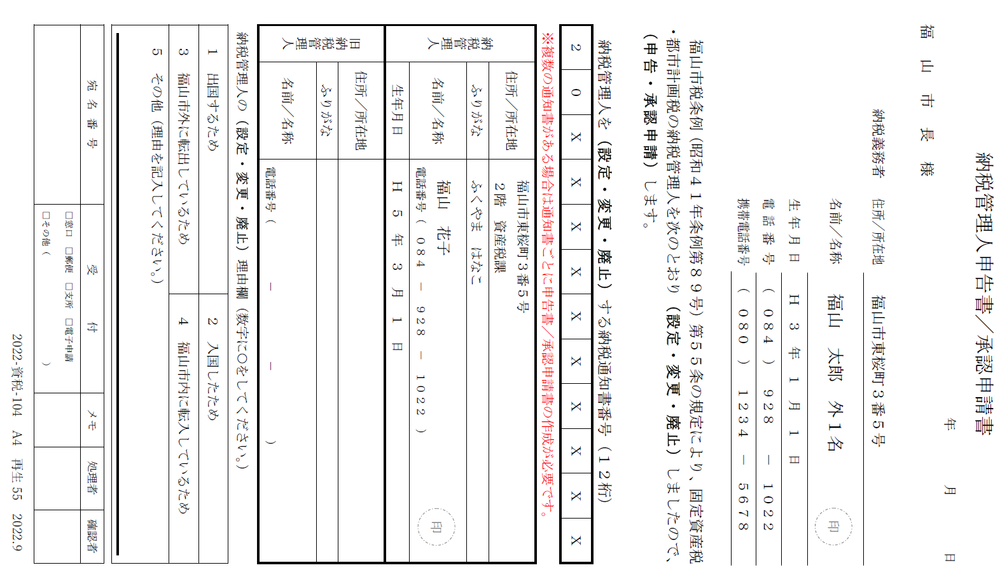 納税管理人申告書／承認申請書
年　月　日
福山市長様
納税義務者　住所／所在地　福山市東桜町３番５号
名前／名称　福山　太郎　外１名　印
生年月日　Ｈ　３　年　１　月　１　日
電話番号　（　０８４　）　９２８　－　１０２２
携帯電話番号　（　０８０　）　１２３４　－　５６７８
福山市税条例（昭和４１年条例第８９号）第５５条の規定により、固定資産税
・都市計画税の納税管理人を次のとおり（設定・変更・廃止）しましたので、
（申告・承認申請）します。
納税管理人を（設定・変更・廃止）する納税通知書番号（１２桁）
２　０　Ｘ　Ｘ　Ｘ　Ｘ　Ｘ　Ｘ　Ｘ　Ｘ　Ｘ　Ｘ
※複数の通知書がある場合は通知書ごとに申告書／承認申請書の作成が必要です。
納税管理人
住所／所在地　福山市東桜町３番５号
２階　資産税課
ふりがな　ふくやま　はなこ
名前／名称　福山　花子　印
電話番号（　０８４　－　９２８　－　１０２２　）
生年月日　Ｈ　５　年　３　月　１　日
旧納税管理人
住所／所在地
ふりがな
名前／名称
電話番号（　－　－　）
納税管理人の（設定・変更・廃止）理由欄（数字に○をしてください。）
１　出国するため　２　入国したため
３　福山市外に転出しているため　４　福山市内に転入しているため
５　その他（理由を記入してください。）
宛名番号　受付　メモ　処理者　確認者
□窓口　□郵便　□支所　□電子申請
□その他（　）
2022-資税-104　A4　再生 55　2022.9